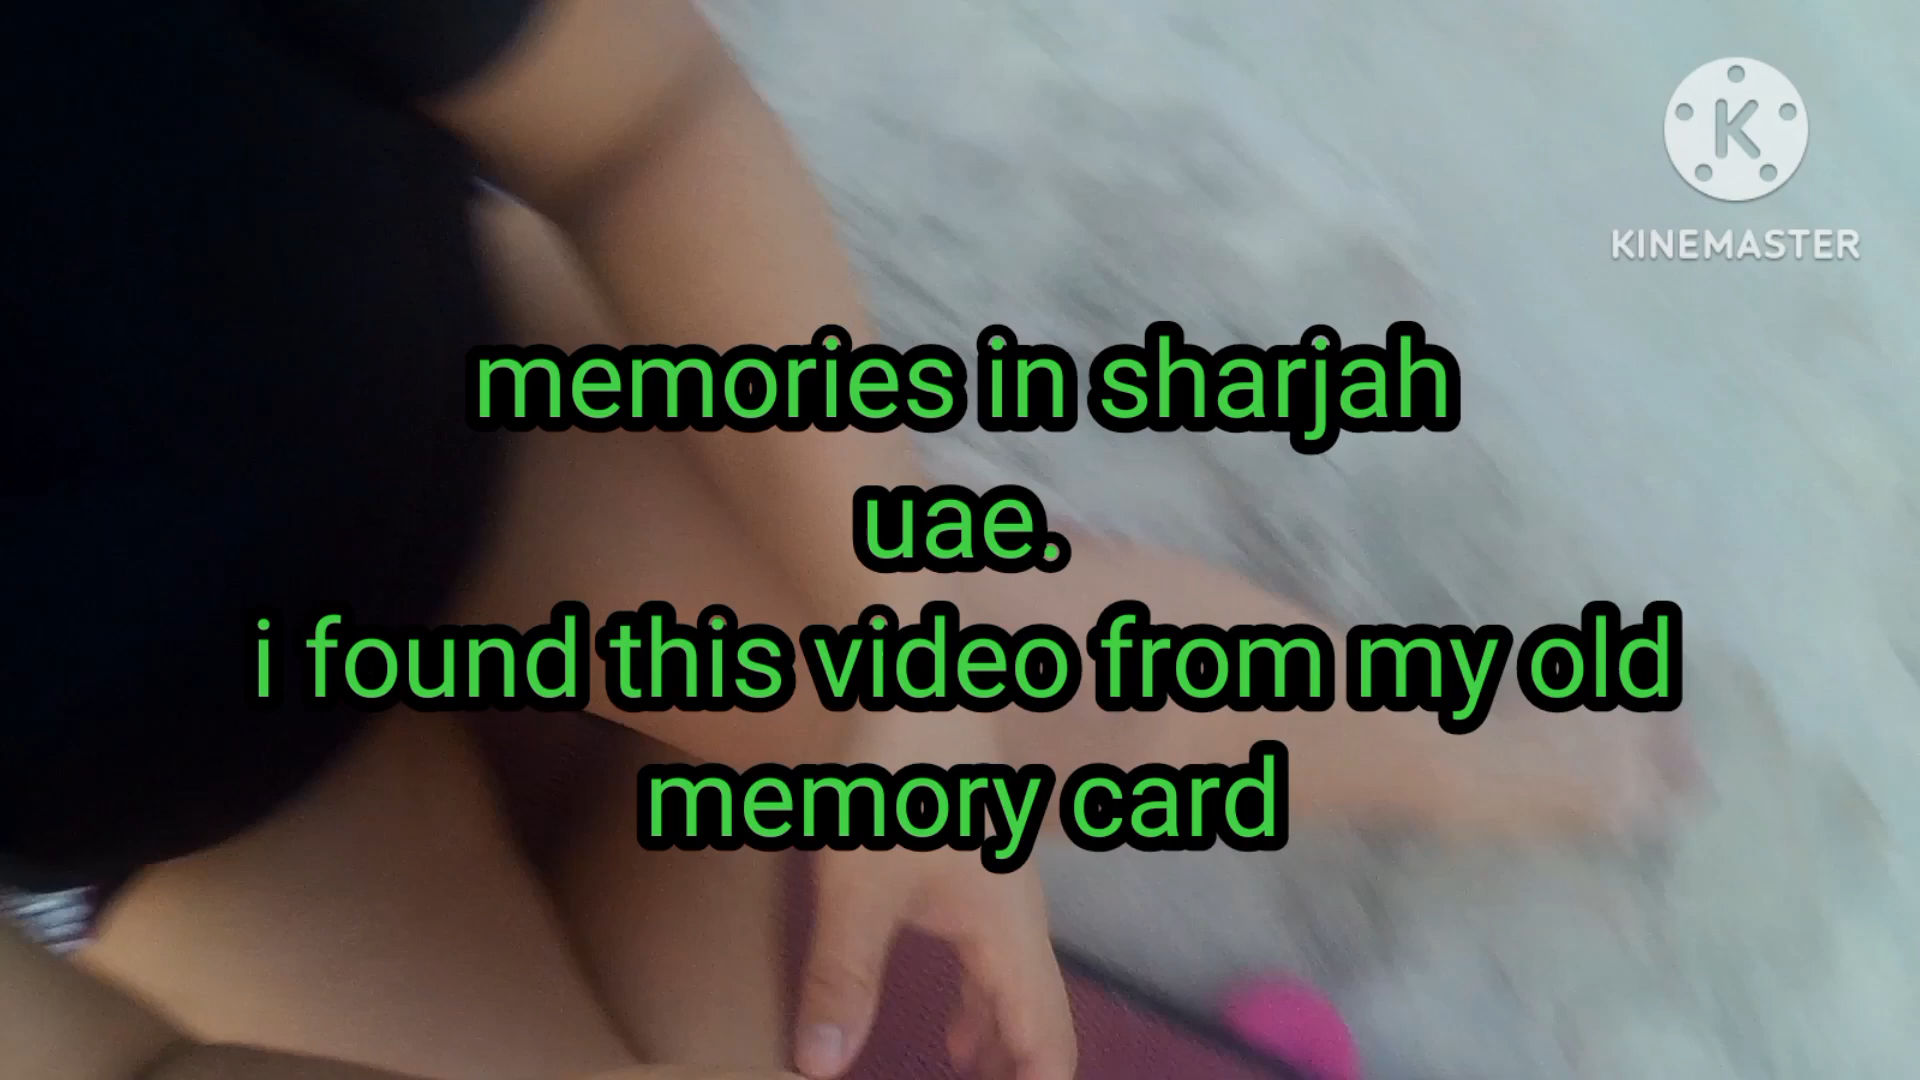 K
KINEMASTER
memories in sharjah
uae.
i found this video from my old
memory card